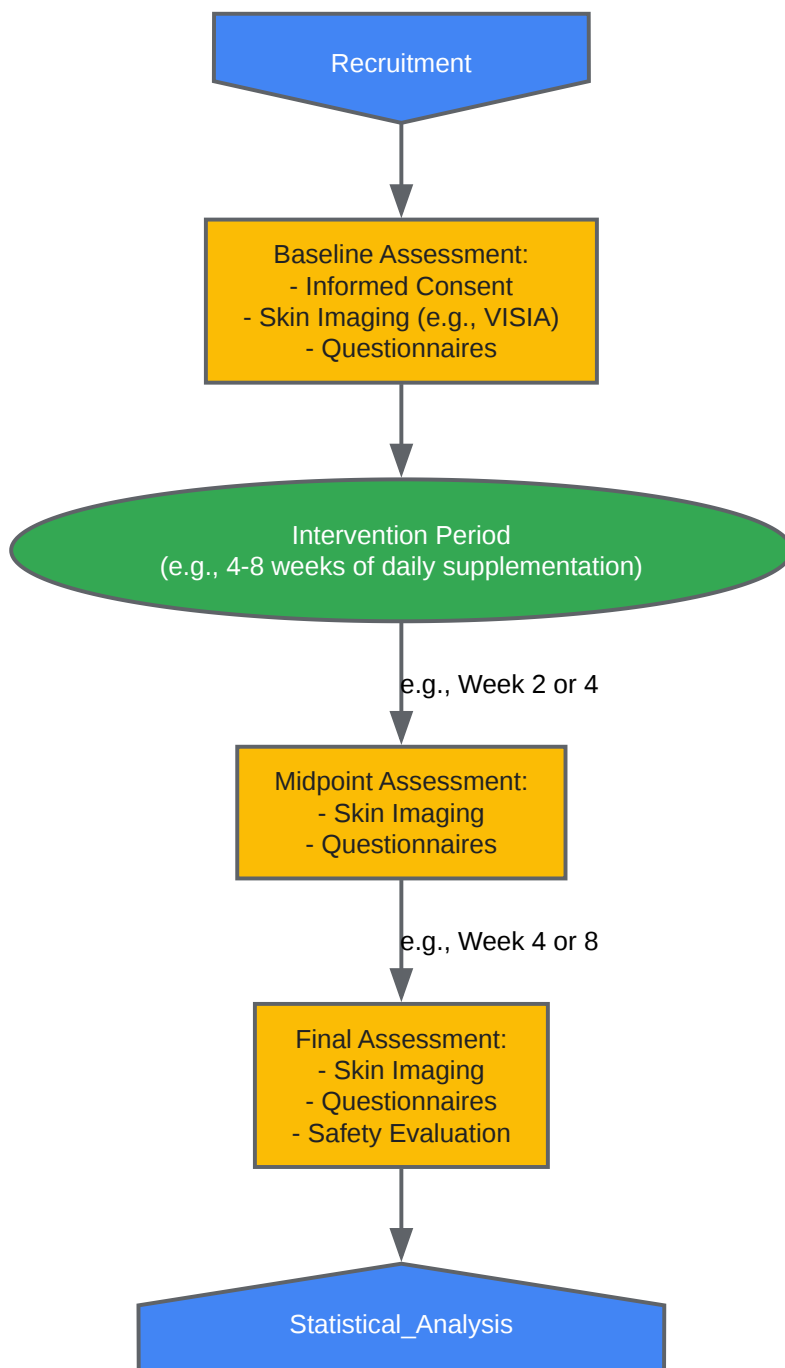 Recruitment
Baseline Assessment:
- Informed Consent
- Skin Imaging (e.g., VISIA)
- Questionnaires
Intervention Period
(e.g., 4-8 weeks of daily supplementation)
e.g., Week 2 or 4
Midpoint Assessment:
- Skin Imaging
- Questionnaires
e.g., Week 4 or 8
Final Assessment:
- Skin Imaging
- Questionnaires
- Safety Evaluation
Statistical_Analysis